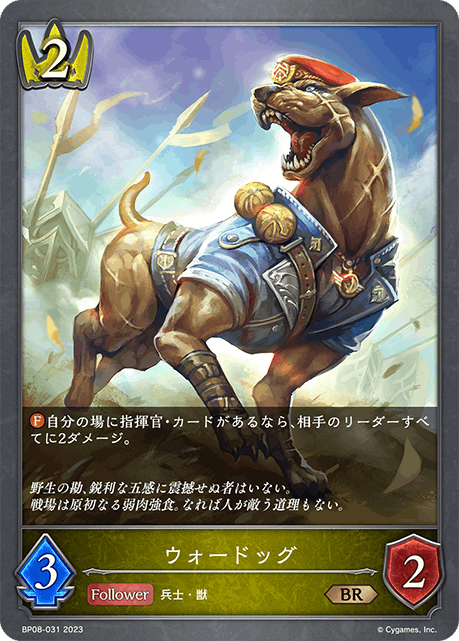 2
F自分の場に指揮官・カードがあるなら、相手のリーダーすべ
てに2ダメージ。
野生の勘、鋭利な五感に震撼せぬ者はいない。
戦場は原初なる弱肉強食。なれば人が敵う道理もない。
ウォードッグ
3
Follower
兵士・獣
BR
2
BP08-031 2023
© Cygames, Inc.